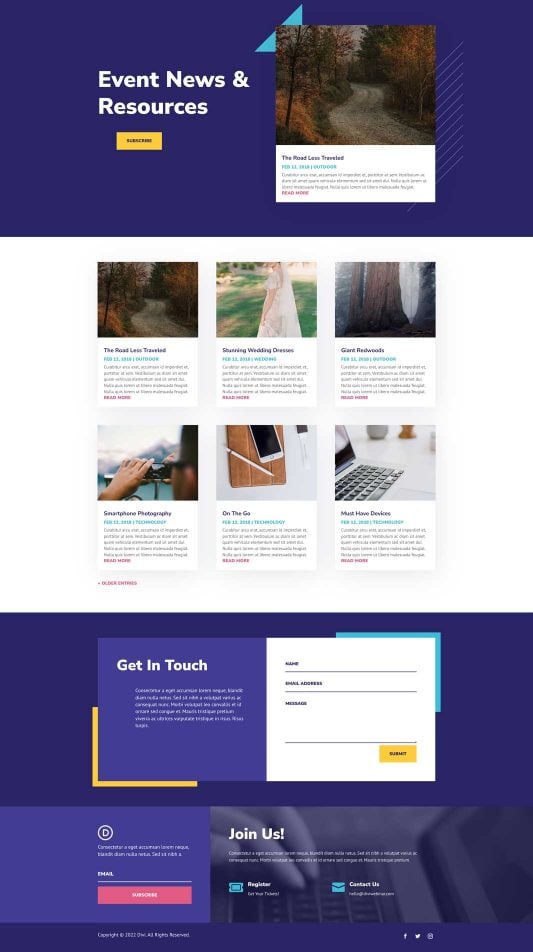 Event News &
Resources
SUBSCRIBE
The Road Less Traveled
FEB 12, 2018 | OUTDOOR
Curabitur arcu erat, accumsan id imperdiet et, porttitor at sem. Vestibulum ac diam
sit amet quam vehicula elementum sed sit amet dui. Nulla quis lorem ut
libero malesuada feugiat. Nulla quis lorem ut libero malesuada feugiat.
READ MORE
The Road Less Traveled
FEB 12, 2018 | OUTDOOR
Curabitur arcu erat, accumsan id imperdiet et,
porttitor at sem. Vestibulum ac diam sit amet
quam vehicula elementum sed sit amet dui.
Nulla quis lorem ut libero malesuada feugiat.
Nulla quis lorem ut libero malesuada feugiat.
READ MORE
Stunning Wedding Dresses
FEB 12, 2018 | WEDDING
Curabitur arcu erat, accumsan id imperdiet et,
porttitor at sem. Vestibulum ac diam sit amet
quam vehicula elementum sed sit amet dui.
Nulla quis lorem ut libero malesuada feugiat.
Nulla quis lorem ut libero malesuada feugiat.
READ MORE
Giant Redwoods
FEB 12, 2018 | OUTDOOR
Curabitur arcu erat, accumsan id imperdiet et,
porttitor at sem. Vestibulum ac diam sit amet
quam vehicula elementum sed sit amet dui.
Nulla quis lorem ut libero malesuada feugiat.
Nulla quis lorem ut libero malesuada feugiat.
READ MORE
Smartphone Photography
FEB 12, 2018 | TECHNOLOGY
Curabitur arcu erat, accumsan id imperdiet et,
porttitor at sem. Vestibulum ac diam sit amet
quam vehicula elementum sed sit amet dui.
Nulla quis lorem ut libero malesuada feugiat.
Nulla quis lorem ut libero malesuada feugiat.
READ MORE
On The Go
FEB 12, 2018 | TECHNOLOGY
Curabitur arcu erat, accumsan id imperdiet et,
porttitor at sem. Vestibulum ac diam sit amet
quam vehicula elementum sed sit amet dui.
Nulla quis lorem ut libero malesuada feugiat.
Nulla quis lorem ut libero malesuada feugiat.
READ MORE
Must Have Devices
FEB 12, 2018 | TECHNOLOGY
Curabitur arcu erat, accumsan id imperdiet et,
porttitor at sem. Vestibulum ac diam sit amet
quam vehicula elementum sed sit amet dui.
Nulla quis lorem ut libero malesuada feugiat.
Nulla quis lorem ut libero malesuada feugiat.
READ MORE
« OLDER ENTRIES
Get In Touch
Consectetur a eget accumsan lorem neque, blandit
diam nulla netus. Sed sit nibh a volutpat varius ac
consequat nunc. Morbi volutpat leo convallis et id
ornare sed congue et. Mauris tristique pretium
viverra ac ultrices vulputate tristique in risus. Risus
turpis.
NAME
EMAIL ADDRESS
MESSAGE
SUBMIT
D
Consectetur a eget accumsan lorem neque,
blandit diam nulla netus. Sed sit nibh a.
EMAIL
SUBSCRIBE
Join Us!
Consectetur a eget accumsan lorem neque, blandit diam nulla netus. Sed sit nibh a volutpat varius ac
consequat nunc. Morbi volutpat leo convallis et id ornare sed congue et. Mauris tristique pretium.
Register
Get Your Tickets!
Contact Us
hello@diviwebinar.com
Copyright © 2022 Divi. All Rights Reserved.